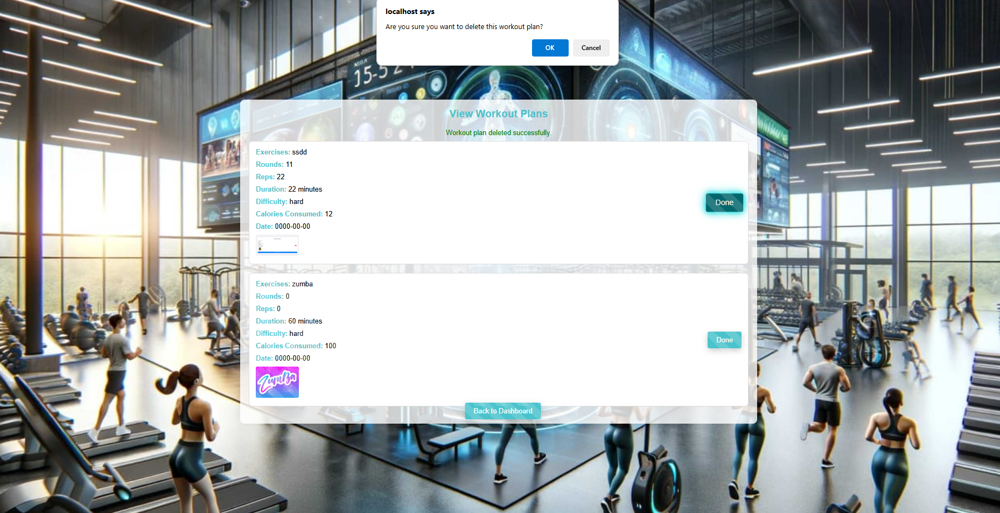 localhost says
Are you sure you want to delete this workout plan?
OK
Cancel
15-52
View Workout Plans
Workout plan deleted successfully.
Exercises: ssdd
Rounds: 11
Reps: 22
Duration: 22 minutes
Difficulty: hard
Calories Consumed: 12
Date: 0000-00-00
Done
Exercises: zumba
Rounds: 0
Reps: 0
Duration: 60 minutes
Difficulty: hard
Calories Consumed: 100
Date: 0000-00-00
Zumba
Done
Back to Dashboard